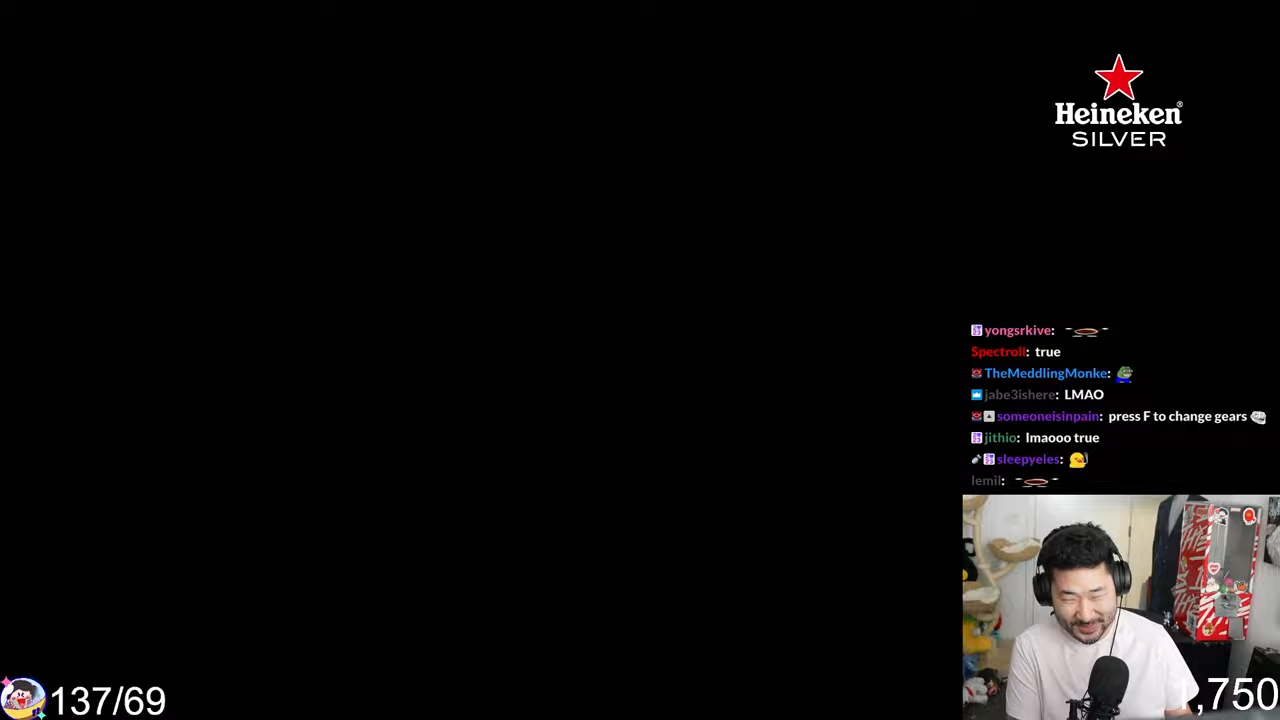 Heineken®
SILVER
yongsrkive:
Spectroll: true
TheMeddlingMonke:
jabe3ishere: LMAO
someoneisinpain: press F to change gears
jithio: lmaooo true
sleepyeles:
lemil:
137/69
1,750